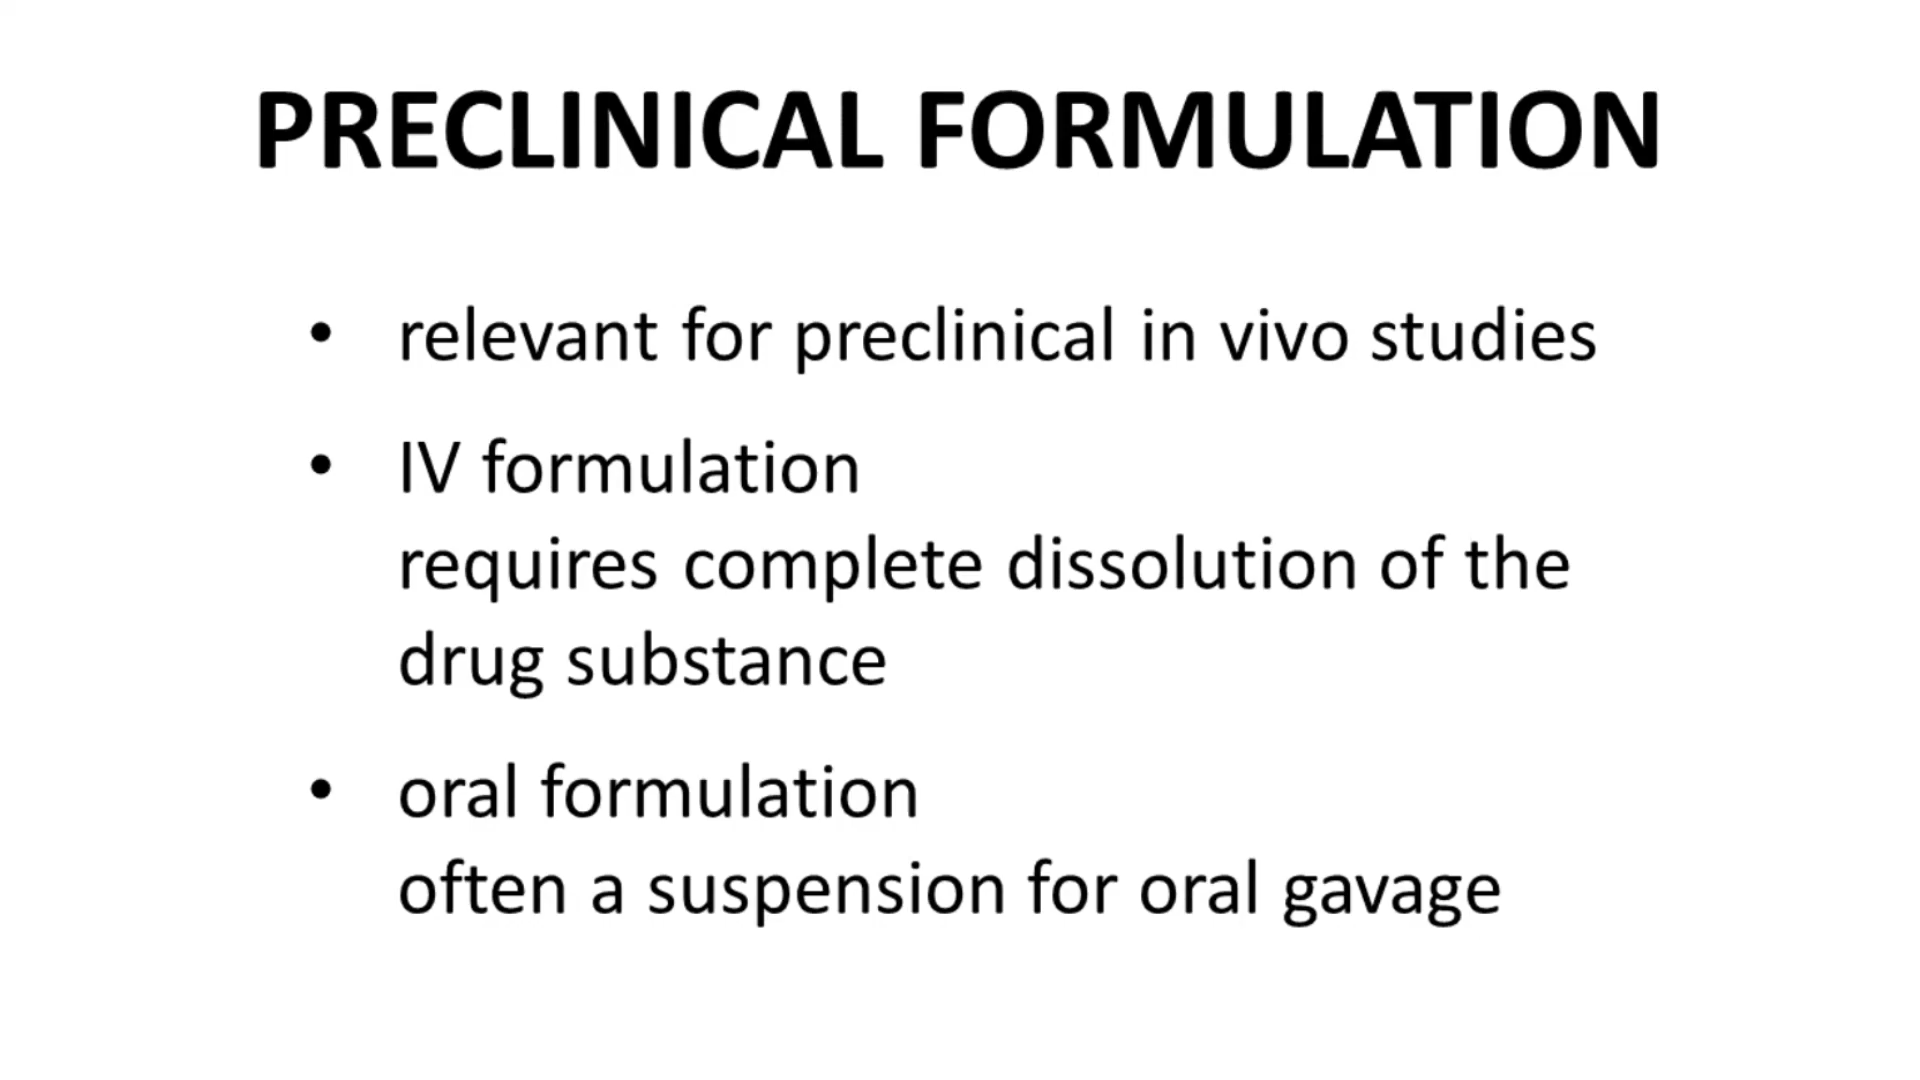 PRECLINICAL FORMULATION
• relevant for preclinical in vivo studies
• IV formulation
requires complete dissolution of the
drug substance
• oral formulation
often a suspension for oral gavage